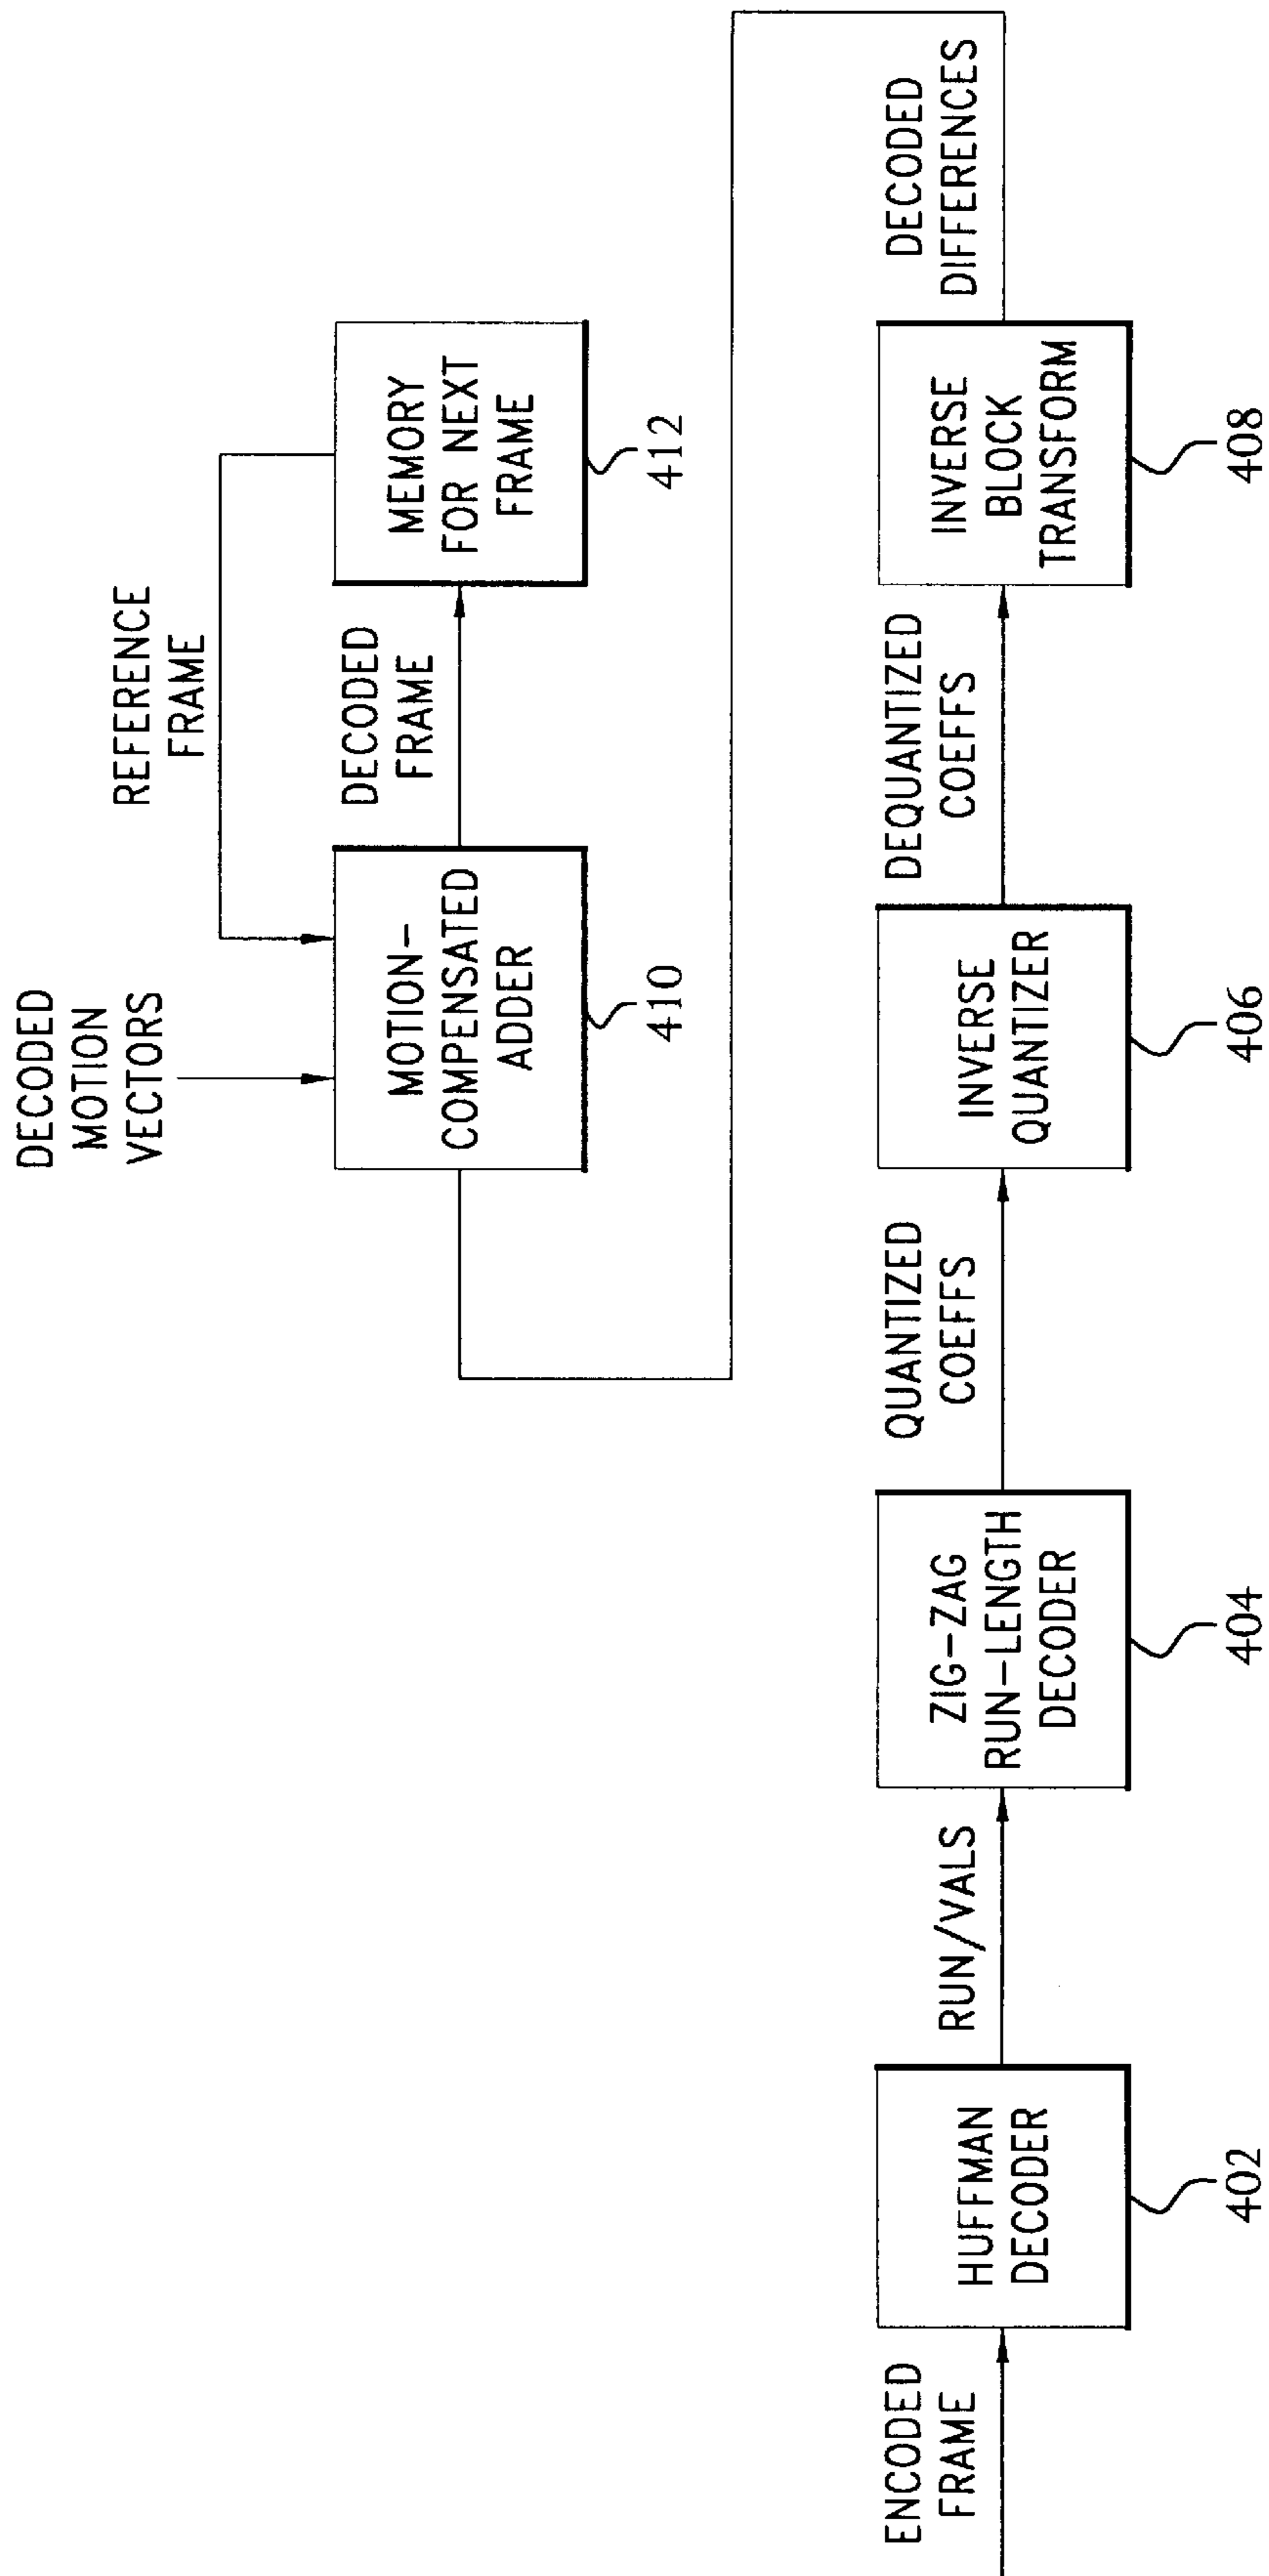 DECODED
MOTION
VECTORS
REFERENCE
FRAME
MOTION-
COMPENSATED
ADDER
410
DECODED
FRAME
MEMORY
FOR NEXT
FRAME
412
ENCODED
FRAME
HUFFMAN
DECODER
402
RUN/VALS
ZIG-ZAG
RUN-LENGTH
DECODER
404
QUANTIZED
COEFFS
INVERSE
QUANTIZER
406
DEQUANTIZED
COEFFS
INVERSE
BLOCK
TRANSFORM
408
DECODED
DIFFERENCES